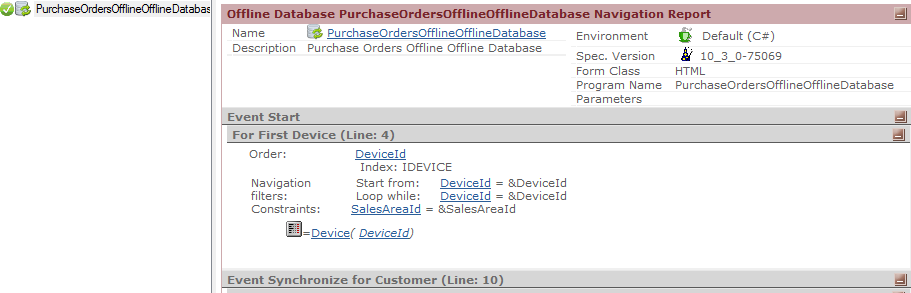 PurchaseOrdersOfflineOfflineDatabas
Offline Database PurchaseOrdersOfflineOfflineDatabase Navigation Report
Name PurchaseOrdersOfflineOfflineDatabase
Description Purchase Orders Offline Offline Database
Environment Default (C#)
Spec. Version 10_3_0-75069
Form Class HTML
Program Name PurchaseOrdersOfflineOfflineDatabase
Parameters
Event Start
For First Device (Line: 4)
Order: DeviceId
Index: IDEVICE
Navigation Start from: DeviceId = &DeviceId
filters: Loop while: DeviceId = &DeviceId
Constraints: SalesAreaId = &SalesAreaId
=Device( DeviceId)
Event Synchronize for Customer (Line: 10)